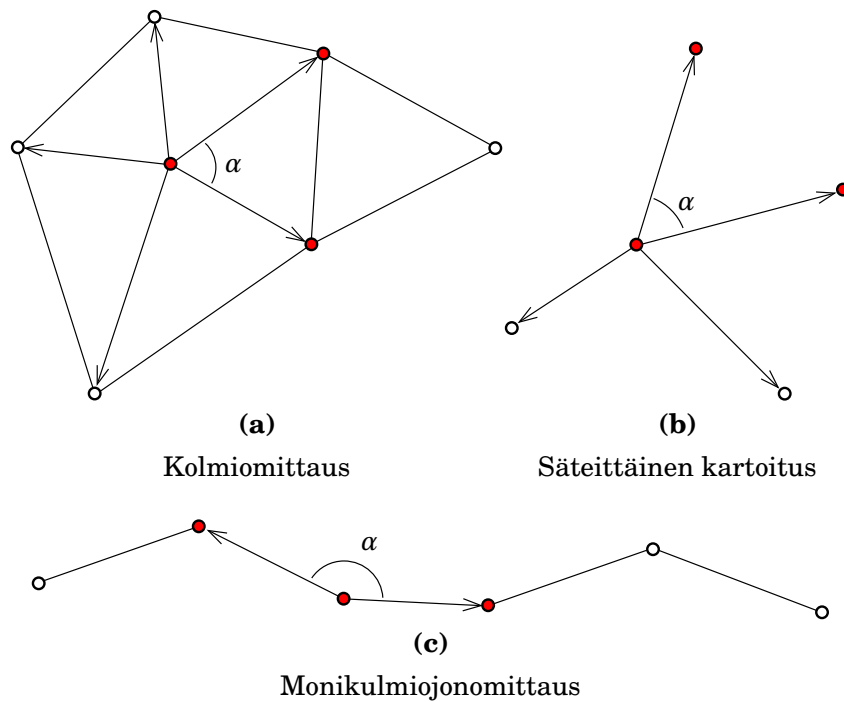 α
α
(a)
(b)
Kolmiomittaus
Säteittäinen kartoitus
α
(c)
Monikulmiojonomittaus